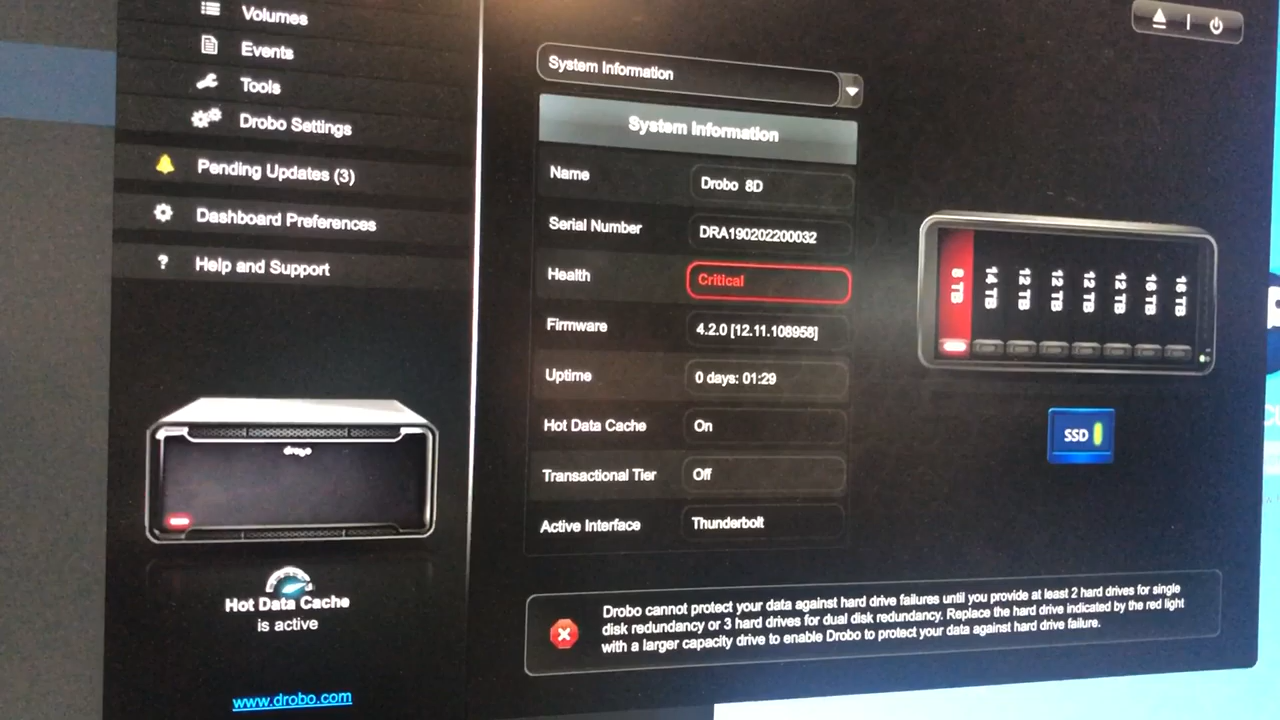 Volumes
Events
Tools
Drobo Settings
Pending Updates (3)
Dashboard Preferences
? Help and Support
drobo
Hot Data Cache
is active
www.drobo.com
System Information
System Information
Name Drobo 8D
Serial Number DRA190202200032
Health Critical
Firmware 4.2.0 [12.11.108958]
Uptime 0 days: 01:29
Hot Data Cache On
Transactional Tier Off
Active Interface Thunderbolt
8 TB
14 TB
12 TB
12 TB
12 TB
12 TB
16 TB
16 TB
SSD
Drobo cannot protect your data against hard drive failures until you provide at least 2 hard drives for single
disk redundancy or 3 hard drives for dual disk redundancy. Replace the hard drive indicated by the red light
with a larger capacity drive to enable Drobo to protect your data against hard drive failure.